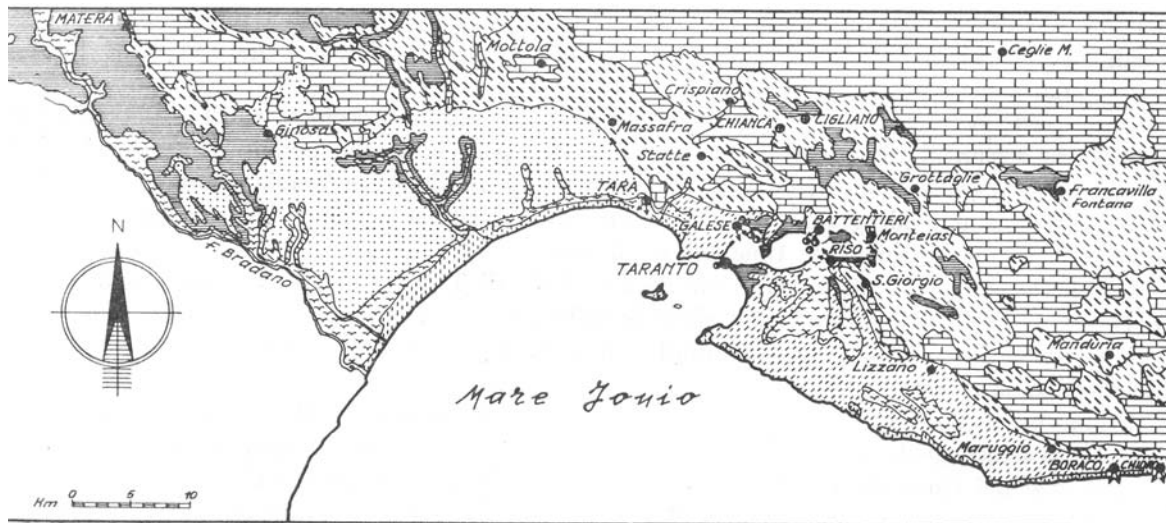 MATERA
Mottola
Ceglie M.
Crispiano
Ginosa
Massafra
CHIANCA
CIGLIANO
Statte
Grottaglie
Francavilla
Fontana
TARA
GALESE
BATTENTIERI
Monteiasi
RISO
N
F. Bradano
TARANTO
S. Giorgio
Manduria
Lizzano
Mare Jonio
Maruggio
BORACO
Km 0 5 10